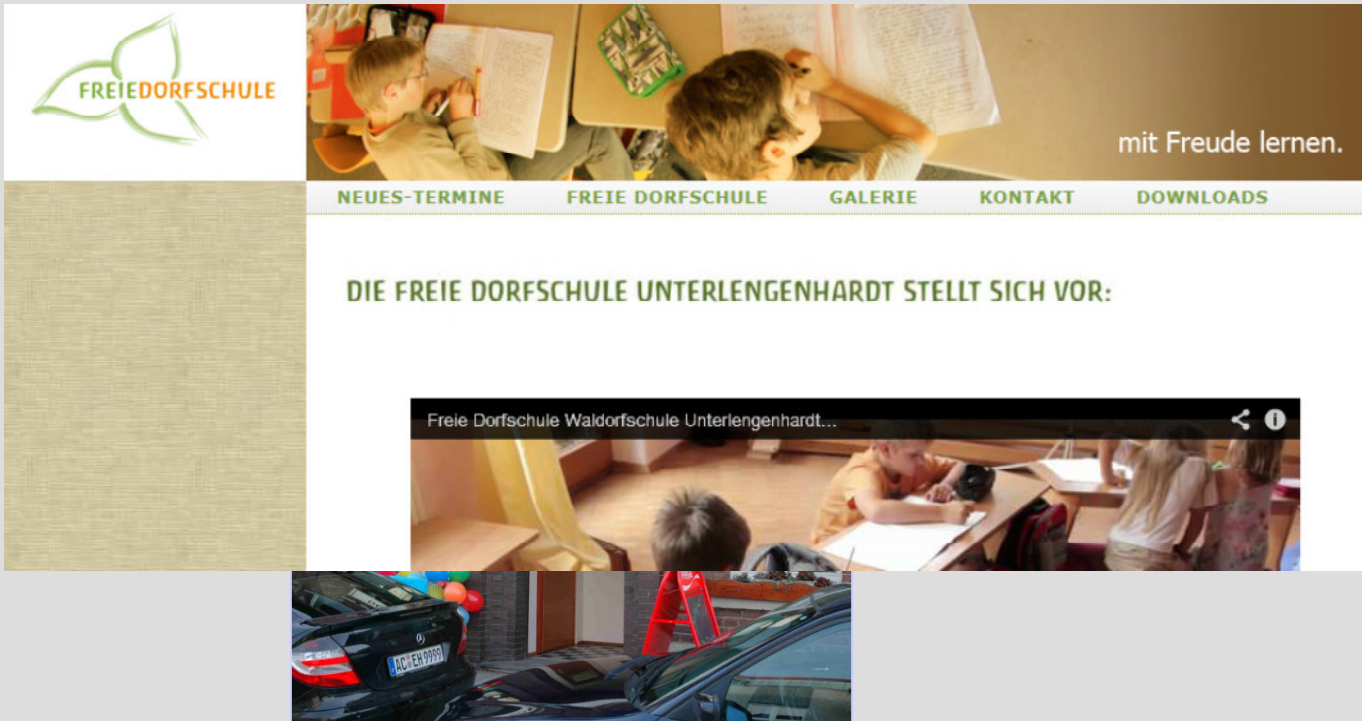 FREIEDORFSCHULE
mit Freude lernen.
NEUES-TERMINE FREIE DORFSCHULE GALERIE KONTAKT DOWNLOADS
DIE FREIE DORFSCHULE UNTERLENGENHARDT STELLT SICH VOR:
Freie Dorfschule Waldorfschule Unterlengenhardt...
AC EH 9999